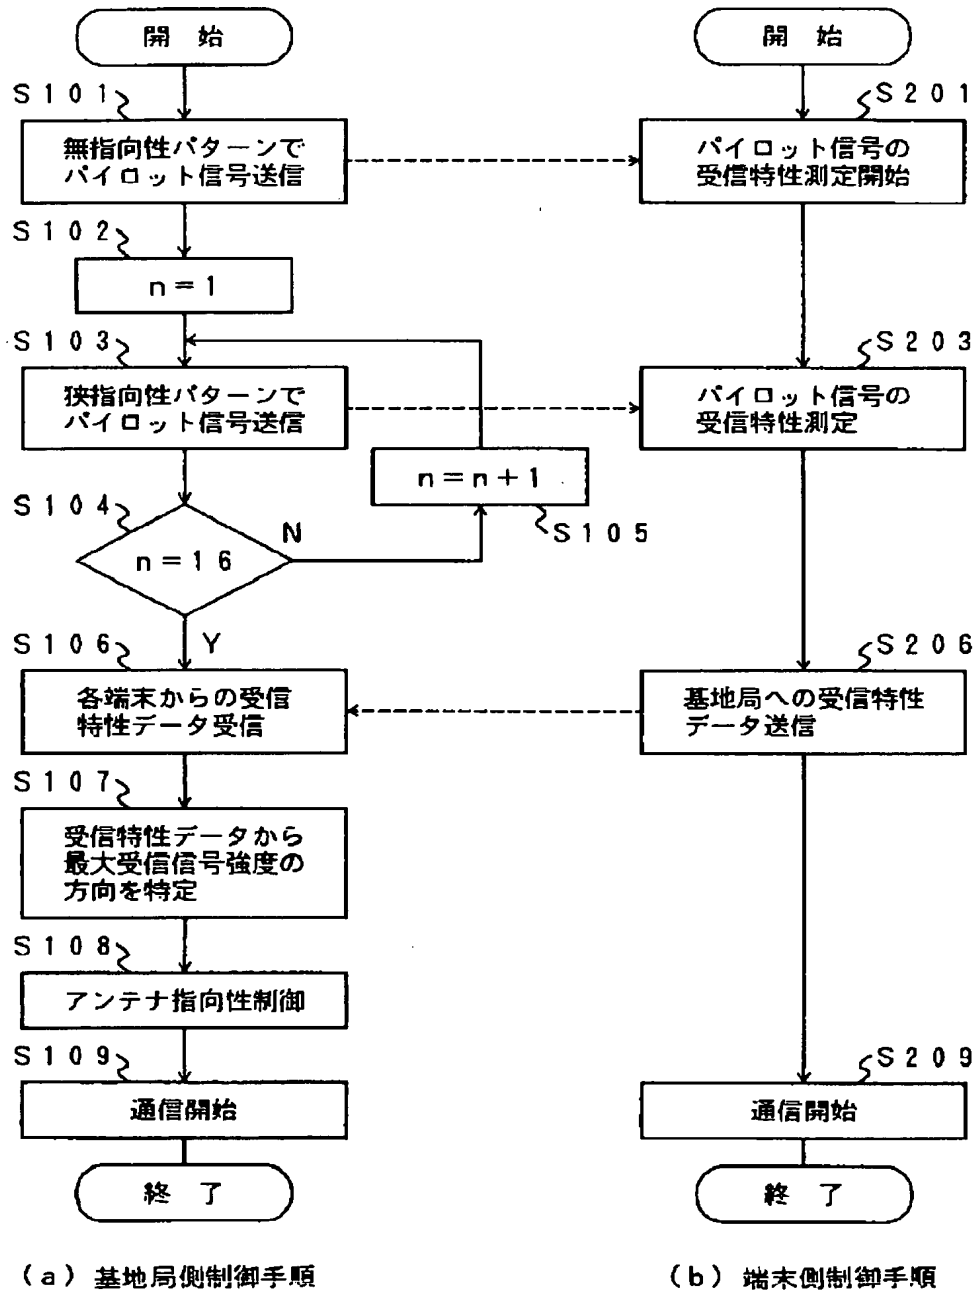 開 始
S101
無指向性パターンで
パイロット信号送信
S102
n=1
S103
狭指向性パターンで
パイロット信号送信
n=n+1
S105
S104
n=16
N
Y
S106
各端末からの受信
特性データ受信
S107
受信特性データから
最大受信信号強度の
方向を特定
S108
アンテナ指向性制御
S109
通信開始
終 了
(a) 基地局側制御手順
開 始
S201
パイロット信号の
受信特性測定開始
S203
パイロット信号の
受信特性測定
S206
基地局への受信特性
データ送信
S209
通信開始
終 了
(b) 端末側制御手順